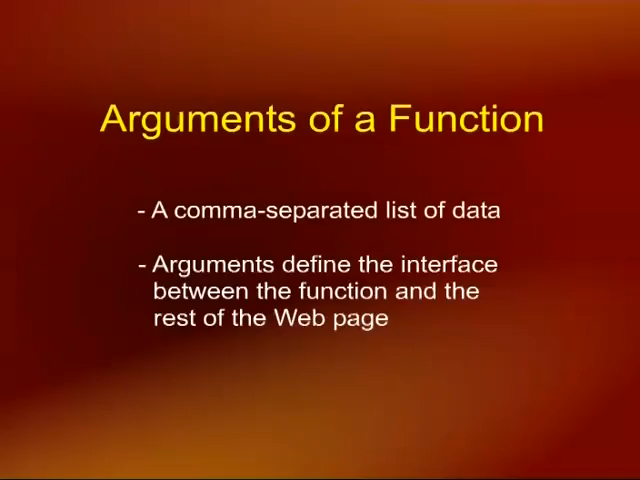 Arguments of a Function
- A comma-separated list of data
- Arguments define the interface
between the function and the
rest of the Web page